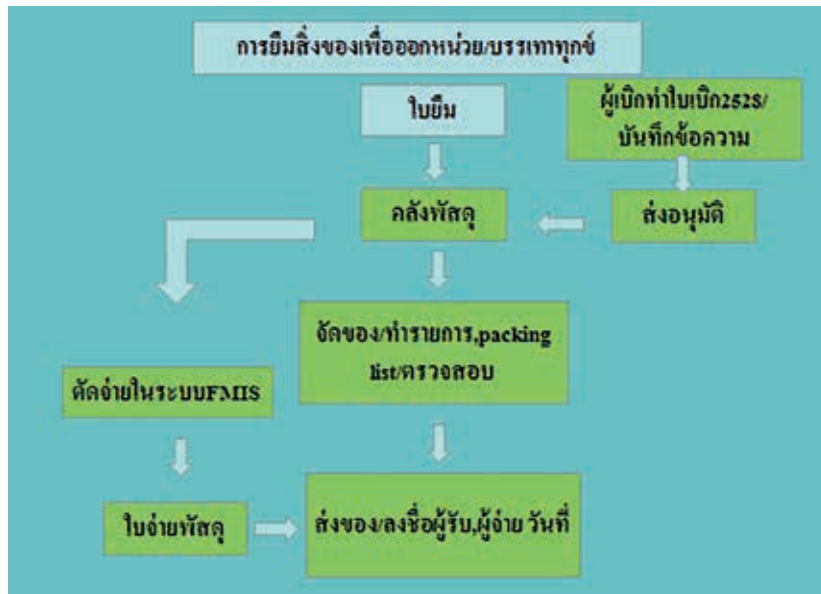 การยืมสิ่งของเพื่อออกหน่วย/บรรเทาทุกข์
ใบยืม
ผู้เบิกทำใบเบิก2528/
บันทึกข้อความ
คลังพัสดุ
ส่งอนุมัติ
จัดของ/ทำรายการ,packing
list/ตรวจสอบ
ตัดจ่ายในระบบFMIS
ใบจ่ายพัสดุ
ส่งของ/ลงชื่อผู้รับ,ผู้จ่าย วันที่